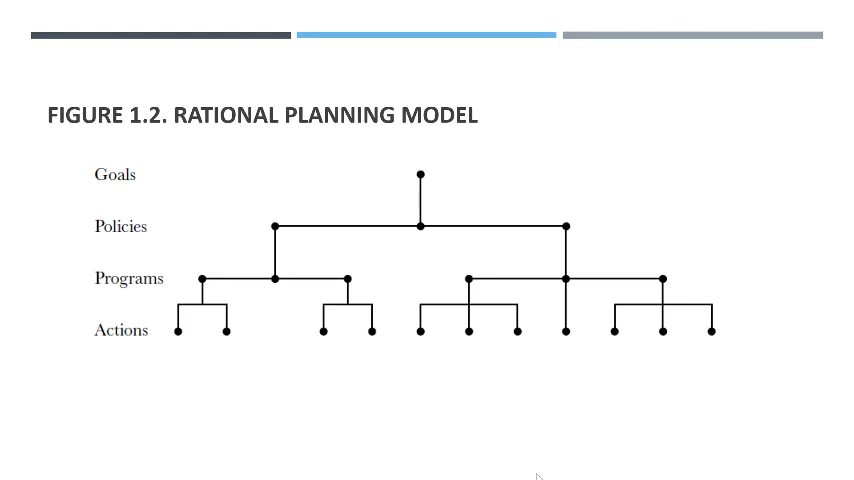 FIGURE 1.2. RATIONAL PLANNING MODEL
Goals
Policies
Programs
Actions